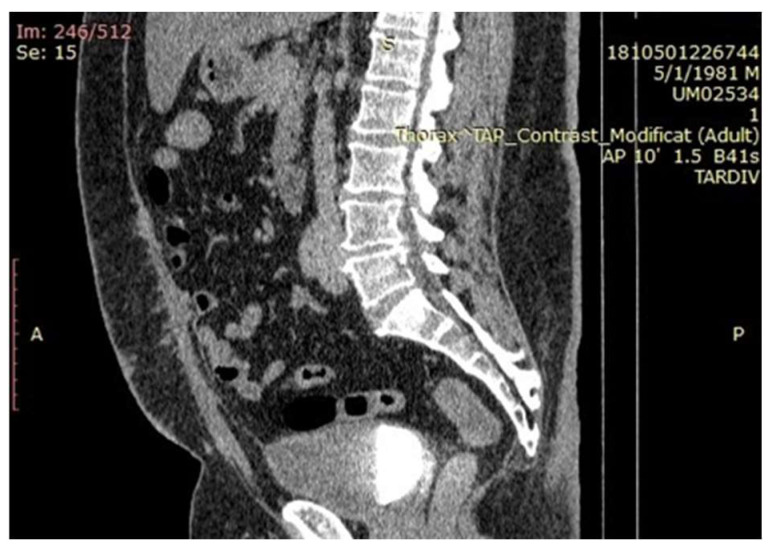 Im: 246/512
Se: 15
S
1810501226744
5/1/1981 M
UM02534
1
Thorax^TAP_Contrast_Modificat (Adult)
AP 10' 1.5 B41s
TARDIV
A
P